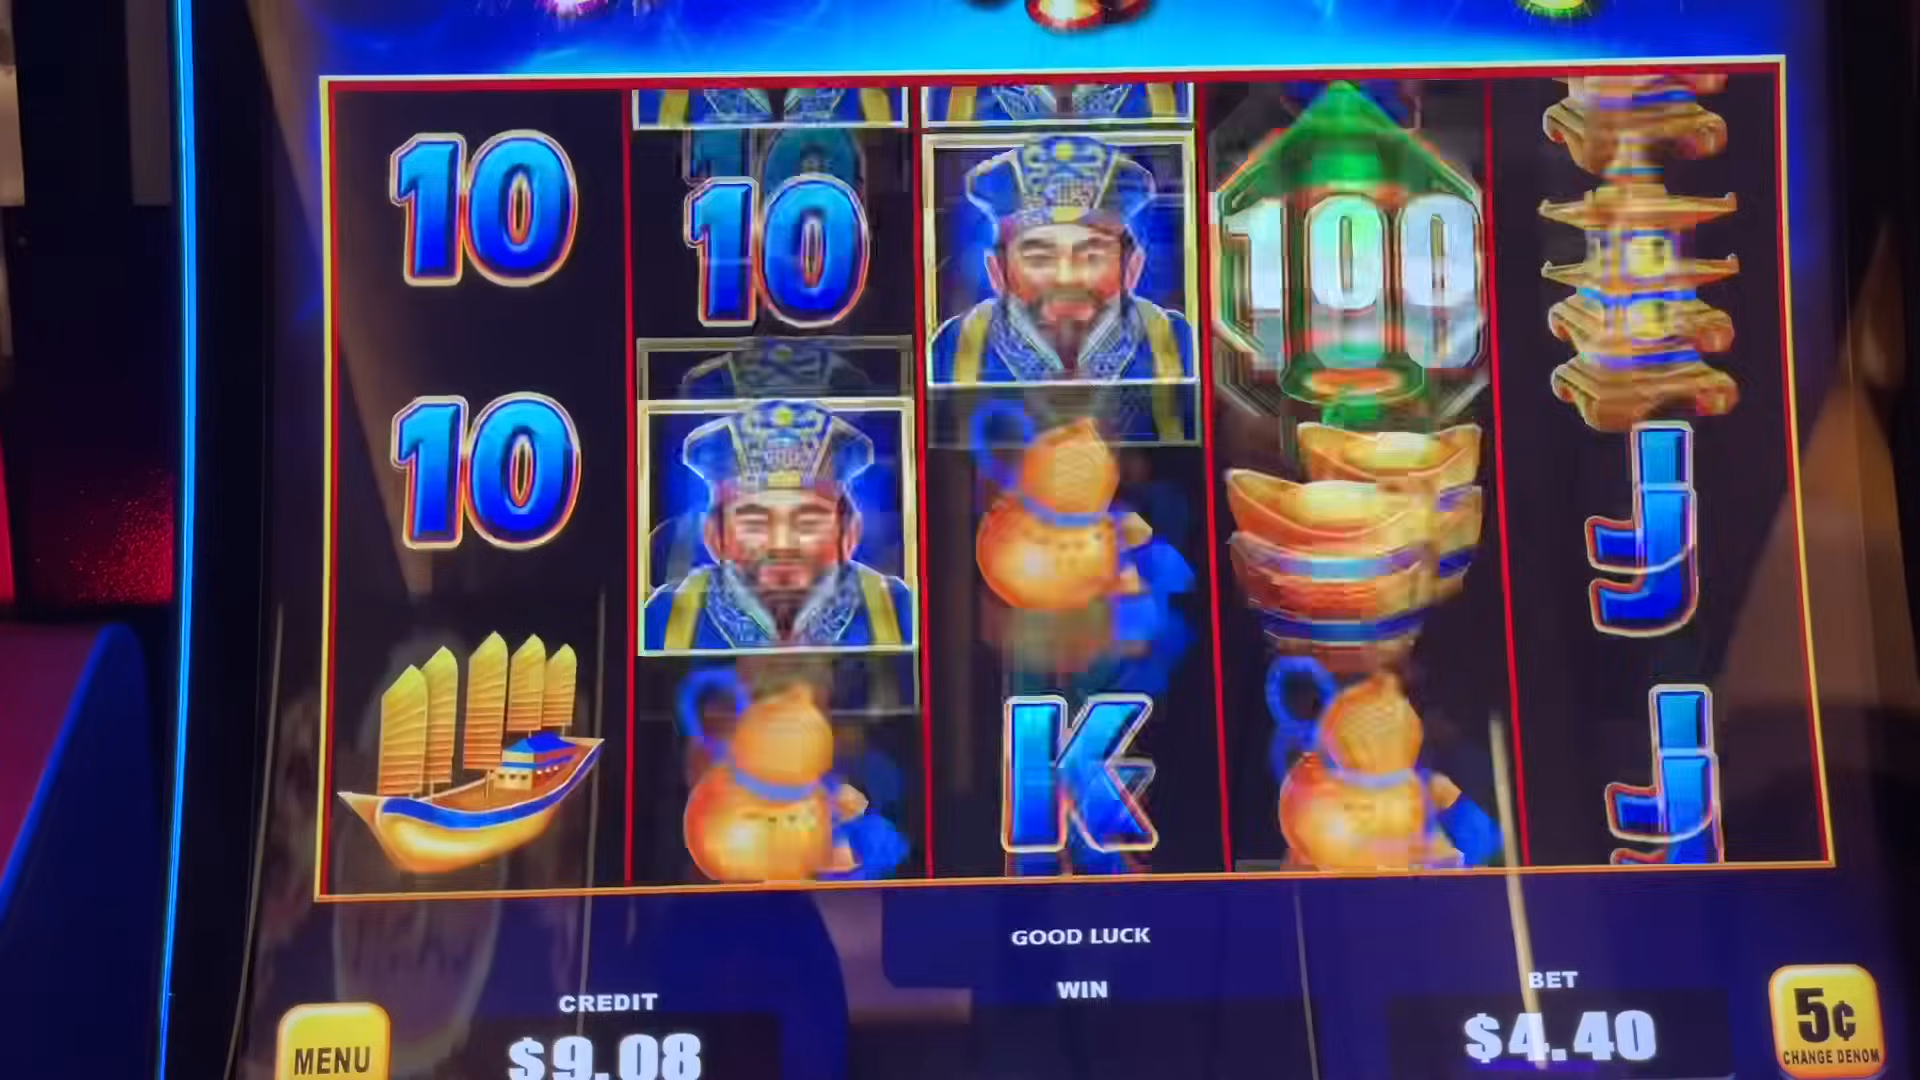 10 10 100
10 J
K J
GOOD LUCK
WIN
CREDIT BET
$9.08 $4.40
MENU
5¢
CHANGE DENOM